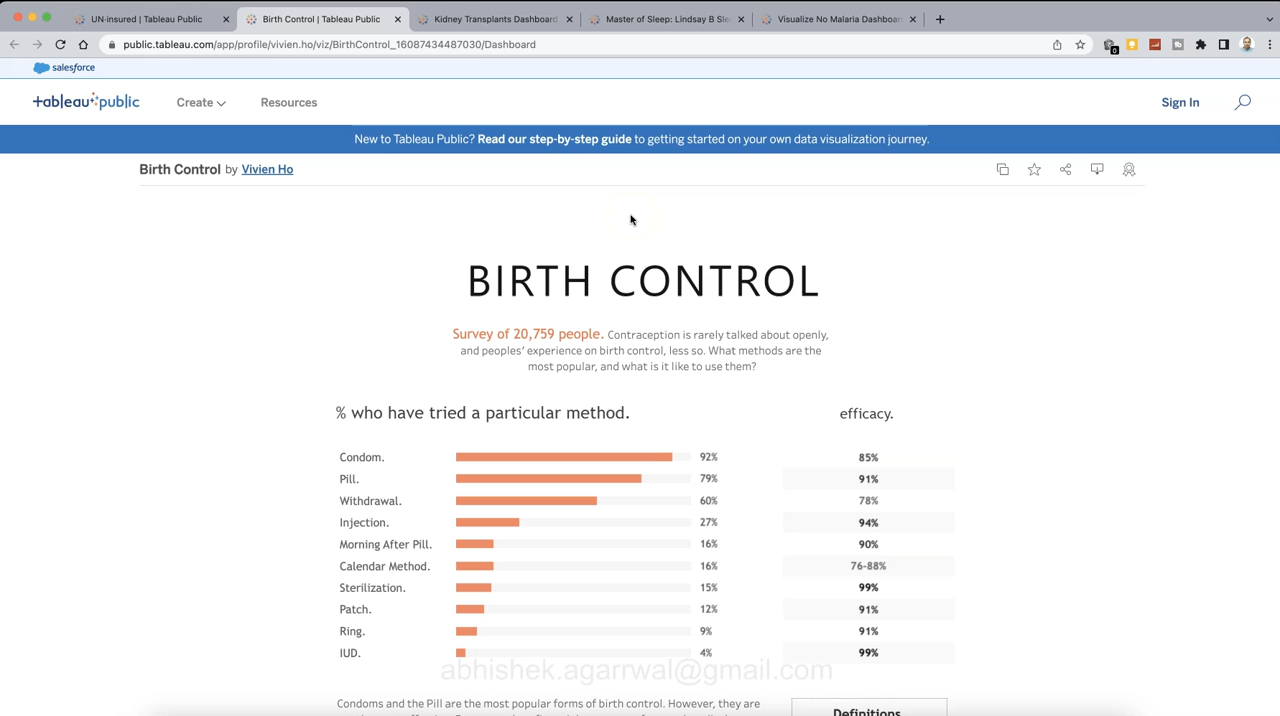 UN-insured | Tableau Public
Birth Control | Tableau Public
Kidney Transplants Dashboard
Master of Sleep: Lindsay B Slee
Visualize No Malaria Dashboar
public.tableau.com/app/profile/vivien.ho/viz/BirthControl_16087434487030/Dashboard
0
salesforce
+tableau public
Create
Resources
Sign In
New to Tableau Public? Read our step-by-step guide to getting started on your own data visualization journey.
Birth Control by Vivien Ho
BIRTH CONTROL
Survey of 20,759 people. Contraception is rarely talked about openly,
and peoples' experience on birth control, less so. What methods are the
most popular, and what is it like to use them?
% who have tried a particular method. efficacy.
Condom. 92% 85%
Pill. 79% 91%
Withdrawal. 60% 78%
Injection. 27% 94%
Morning After Pill. 16% 90%
Calendar Method. 16% 76-88%
Sterilization. 15% 99%
Patch. 12% 91%
Ring. 9% 91%
IUD. 4% 99%
abhishek.agarrwal@gmail.com
Condoms and the Pill are the most popular forms of birth control. However, they are
Definitions